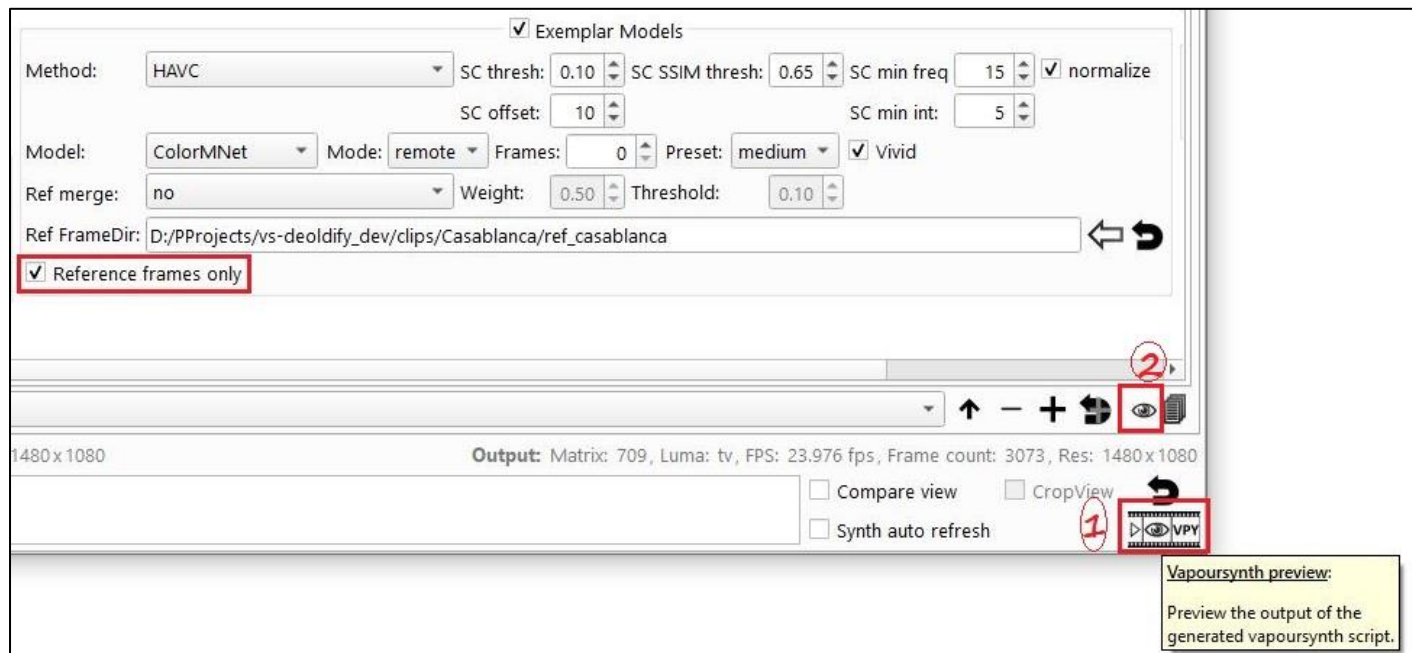 Exemplar Models
Method: HAVC SC thresh: 0.10 SC SSIM thresh: 0.65 SC min freq 15 normalize
SC offset: 10 SC min int: 5
Model: ColorMNet Mode: remote Frames: 0 Preset: medium Vivid
Ref merge: no Weight: 0.50 Threshold: 0.10
Ref FrameDir: D:/PProjects/vs-deoldify_dev/clips/Casablanca/ref_casablanca
Reference frames only
2
1480 x 1080 Output: Matrix: 709, Luma: tv, FPS: 23.976 fps, Frame count: 3073, Res: 1480 x 1080
Compare view CropView
Synth auto refresh 1 VPY
Vapoursynth preview:
Preview the output of the
generated vapoursynth script.